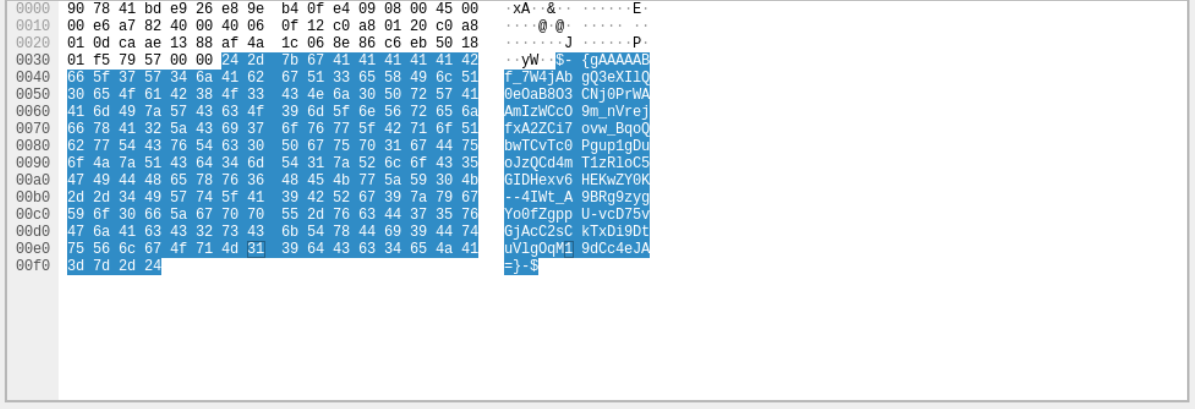 0000 90 78 41 bd e9 26 e8 9e b4 0f e4 09 08 00 45 00 ·xA··&·· ······E·
0010 00 e6 a7 82 40 00 40 06 0f 12 c0 a8 01 20 c0 a8 ····@·@· ····· ··
0020 01 0d ca ae 13 88 af 4a 1c 06 8e 86 c6 eb 50 18 ·······J ······P·
0030 01 f5 79 57 00 00 24 2d 7b 67 41 41 41 41 41 42 ··yW··$- {gAAAAAB
0040 66 5f 37 57 34 6a 41 62 67 51 33 65 58 49 6c 51 f_7W4jAb gQ3eXIlQ
0050 30 65 4f 61 42 38 4f 33 43 4e 6a 30 50 72 57 41 0eOaB8O3 CNj0PrWA
0060 41 6d 49 7a 57 43 63 4f 39 6d 5f 6e 56 72 65 6a AmIzWCcO 9m_nVrej
0070 66 78 41 32 5a 43 69 37 6f 76 77 5f 42 71 6f 51 fxA2ZCi7 ovw_BqoQ
0080 62 77 54 43 76 54 63 30 50 67 75 70 31 67 44 75 bwTCvTc0 Pgup1gDu
0090 6f 4a 7a 51 43 64 34 6d 54 31 7a 52 6c 6f 43 35 oJzQCd4m T1zRloC5
00a0 47 49 44 48 65 78 76 36 48 45 4b 77 5a 59 30 4b GIDHexv6 HEKwZY0K
00b0 2d 2d 34 49 57 74 5f 41 39 42 52 67 39 7a 79 67 --4IWt_A 9BRg9zyg
00c0 59 6f 30 66 5a 67 70 70 55 2d 76 63 44 37 35 76 Yo0fZgpp U-vcD75v
00d0 47 6a 41 63 43 32 73 43 6b 54 78 44 69 39 44 74 GjAcC2sC kTxDi9Dt
00e0 75 56 6c 67 4f 71 4d 31 39 64 43 63 34 65 4a 41 uVlgOqM1 9dCc4eJA
00f0 3d 7d 2d 24 =}-$